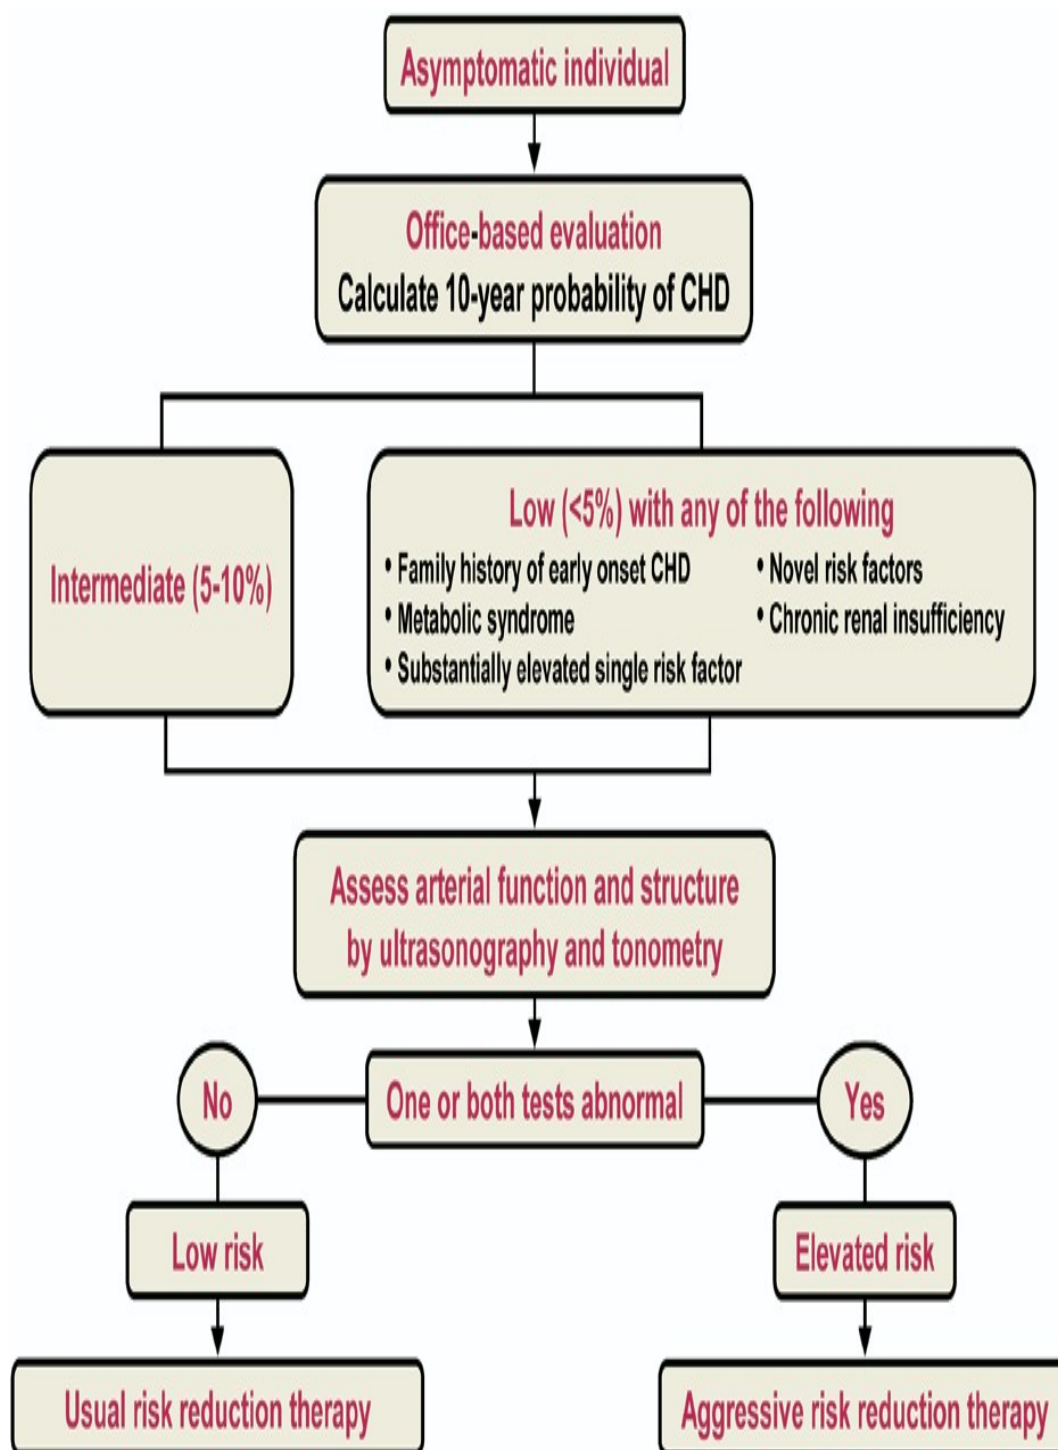 Asymptomatic individual
Office-based evaluation
Calculate 10-year probability of CHD
Intermediate (5-10%)
Low (<5%) with any of the following
• Family history of early onset CHD
• Metabolic syndrome
• Substantially elevated single risk factor
• Novel risk factors
• Chronic renal insufficiency
Assess arterial function and structure
by ultrasonography and tonometry
No
One or both tests abnormal
Yes
Low risk
Elevated risk
Usual risk reduction therapy
Aggressive risk reduction therapy